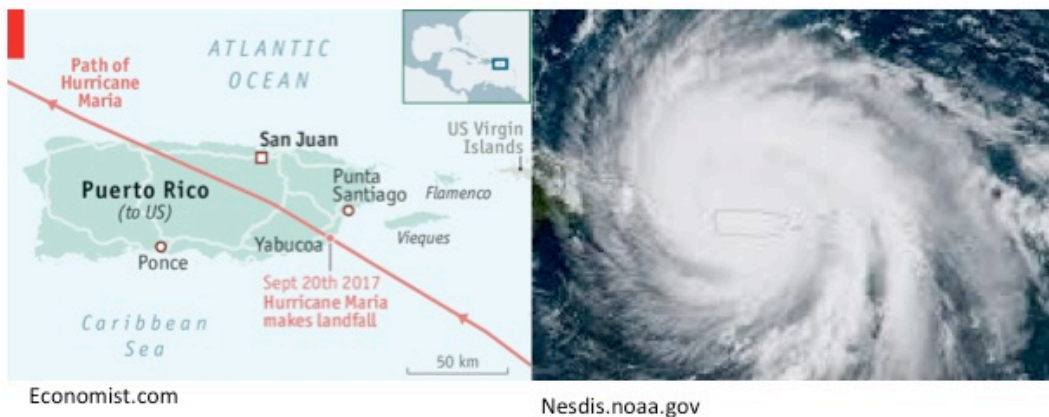 ATLANTIC
OCEAN
Path of
Hurricane
Maria
San Juan
US Virgin
Islands
Puerto Rico
(to US)
Punta
Santiago
Flamenco
Vieques
Yabucoa
Ponce
Sept 20th 2017
Hurricane Maria
makes landfall
Caribbean
Sea
50 km
Economist.com
Nesdis.noaa.gov